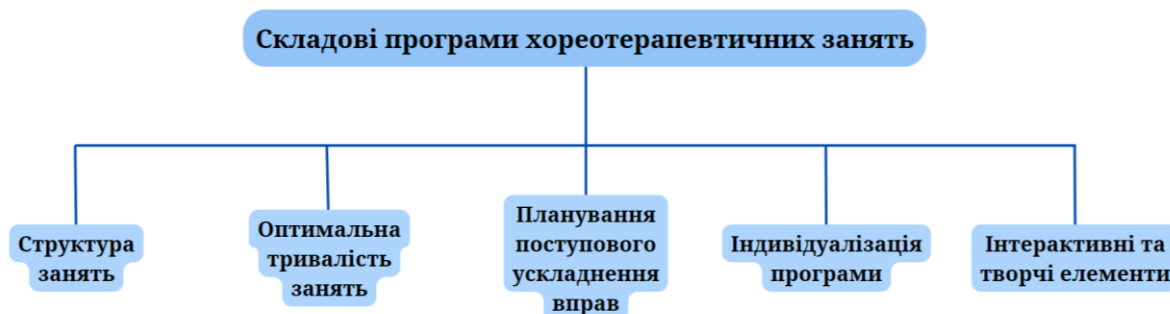 Складові програми хореотерапевтичних занять
Структура
занять
Оптимальна
тривалість
занять
Планування
поступового
ускладнення
вправ
Індивідуалізація
програми
Інтерактивні та
творчі елементи